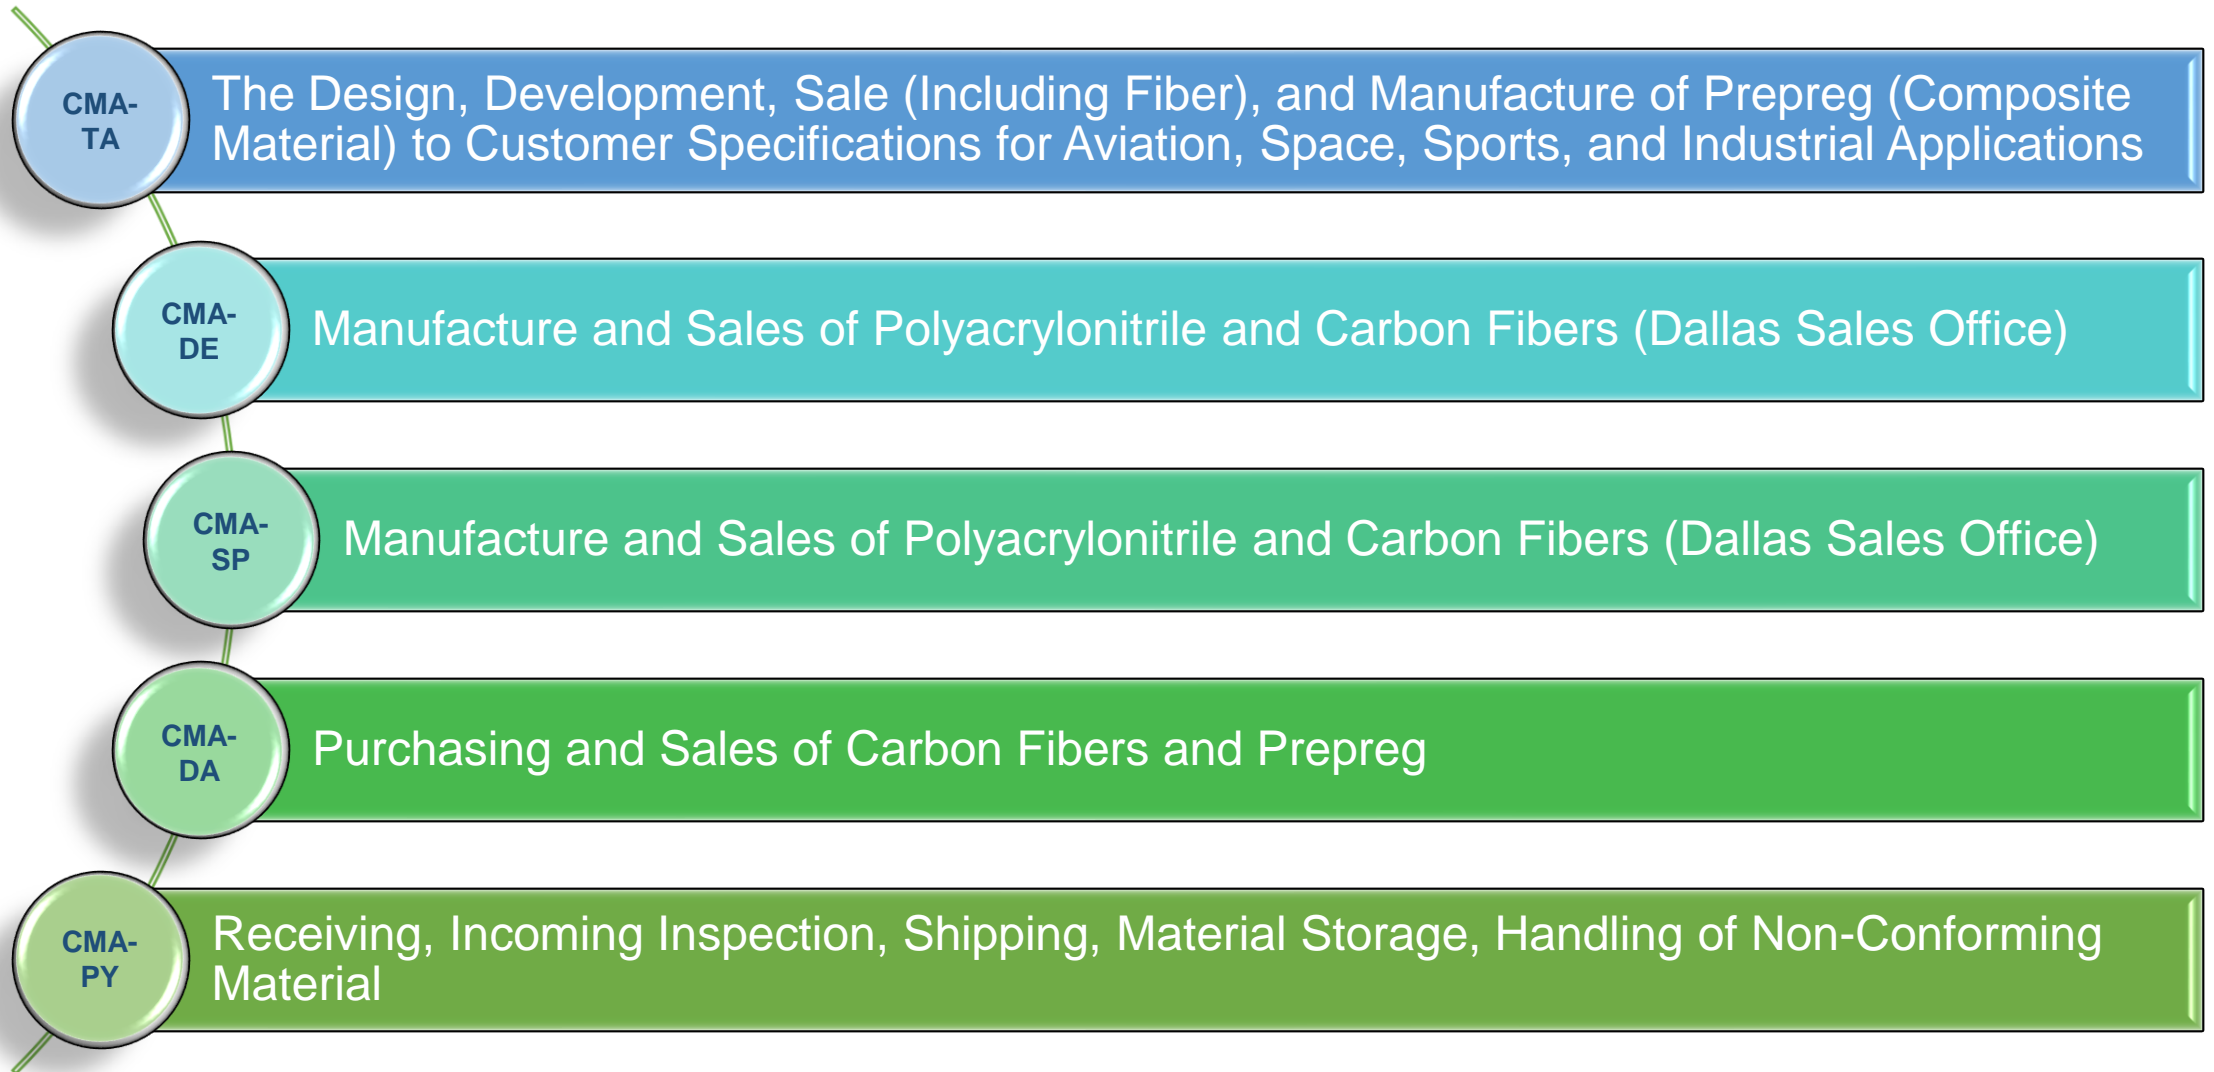 CMA-
TA
The Design, Development, Sale (Including Fiber), and Manufacture of Prepreg (Composite
Material) to Customer Specifications for Aviation, Space, Sports, and Industrial Applications
CMA-
DE
Manufacture and Sales of Polyacrylonitrile and Carbon Fibers (Dallas Sales Office)
CMA-
SP
Manufacture and Sales of Polyacrylonitrile and Carbon Fibers (Dallas Sales Office)
CMA-
DA
Purchasing and Sales of Carbon Fibers and Prepreg
CMA-
PY
Receiving, Incoming Inspection, Shipping, Material Storage, Handling of Non-Conforming
Material